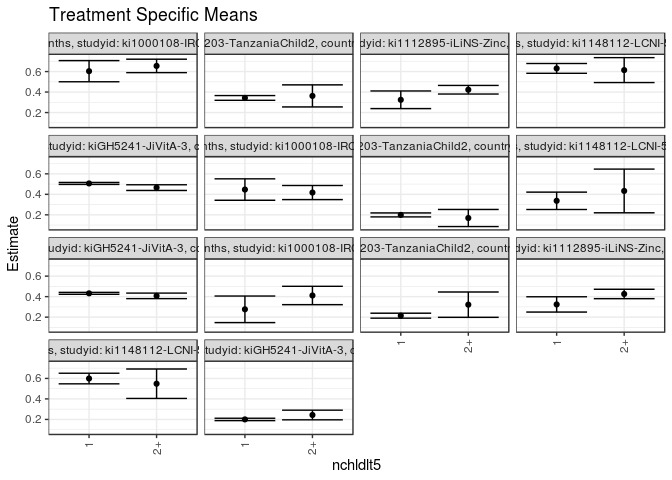 Treatment Specific Means
nths, studyid: ki1000108-IRC
203-TanzaniaChild2, countr
dyid: ki1112895-iLiNS-Zinc,
s, studyid: ki1148112-LCNI-5
0.6
0.4
0.2
tudyid: kiGH5241-JiVitA-3, c
nths, studyid: ki1000108-IRC
203-TanzaniaChild2, country
s, studyid: ki1148112-LCNI-5
0.6
0.4
0.2
udyid: kiGH5241-JiVitA-3, co
nths, studyid: ki1000108-IRC
203-TanzaniaChild2, countr
dyid: ki1112895-iLiNS-Zinc,
0.6
0.4
0.2
1
2+
1
2+
s, studyid: ki1148112-LCNI-5
tudyid: kiGH5241-JiVitA-3, c
0.6
0.4
0.2
1
2+
1
2+
Estimate
nchldlt5